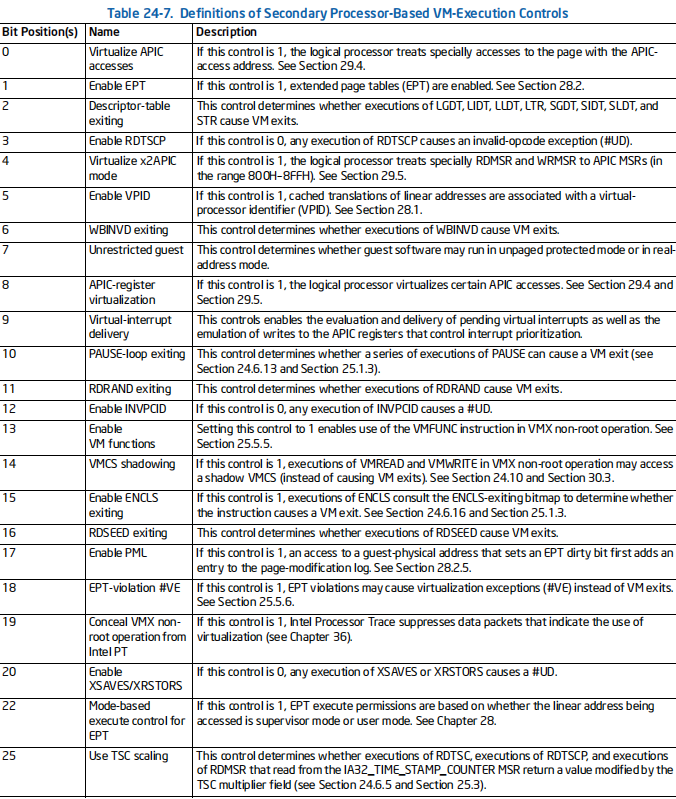 Table 24-7. Definitions of Secondary Processor-Based VM-Execution Controls
Bit Position(s) Name Description
0 Virtualize APIC accesses If this control is 1, the logical processor treats specially accesses to the page with the APIC-
access address. See Section 29.4.
1 Enable EPT If this control is 1, extended page tables (EPT) are enabled. See Section 28.2.
2 Descriptor-table exiting This control determines whether executions of LGDT, LIDT, LLDT, LTR, SGDT, SIDT, SLDT, and
STR cause VM exits.
3 Enable RDTSCP If this control is 0, any execution of RDTSCP causes an invalid-opcode exception (#UD).
4 Virtualize x2APIC mode If this control is 1, the logical processor treats specially RDMSR and WRMSR to APIC MSRs (in
the range 800H-8FFH). See Section 29.5.
5 Enable VPID If this control is 1, cached translations of linear addresses are associated with a virtual-
processor identifier (VPID). See Section 28.1.
6 WBINVD exiting This control determines whether executions of WBINVD cause VM exits.
7 Unrestricted guest This control determines whether guest software may run in unpaged protected mode or in real-
address mode.
8 APIC-register virtualization If this control is 1, the logical processor virtualizes certain APIC accesses. See Section 29.4 and
Section 29.5.
9 Virtual-interrupt delivery This controls enables the evaluation and delivery of pending virtual interrupts as well as the
emulation of writes to the APIC registers that control interrupt prioritization.
10 PAUSE-loop exiting This control determines whether a series of executions of PAUSE can cause a VM exit (see
Section 24.6.13 and Section 25.1.3).
11 RDRAND exiting This control determines whether executions of RDRAND cause VM exits.
12 Enable INVPCID If this control is 0, any execution of INVPCID causes a #UD.
13 Enable VM functions Setting this control to 1 enables use of the VMFUNC instruction in VMX non-root operation. See
Section 25.5.5.
14 VMCS shadowing If this control is 1, executions of VMREAD and VMWRITE in VMX non-root operation may access
a shadow VMCS (instead of causing VM exits). See Section 24.10 and Section 30.3.
15 Enable ENCLS exiting If this control is 1, executions of ENCLS consult the ENCLS-exiting bitmap to determine whether
the instruction causes a VM exit. See Section 24.6.16 and Section 25.1.3.
16 RDSEED exiting This control determines whether executions of RDSEED cause VM exits.
17 Enable PML If this control is 1, an access to a guest-physical address that sets an EPT dirty bit first adds an
entry to the page-modification log. See Section 28.2.5.
18 EPT-violation #VE If this control is 1, EPT violations may cause virtualization exceptions (#VE) instead of VM exits.
See Section 25.5.6.
19 Conceal VMX non-root operation from Intel PT If this control is 1, Intel Processor Trace suppresses data packets that indicate the use of
virtualization (see Chapter 36).
20 Enable XSAVES/XRSTORS If this control is 0, any execution of XSAVES or XRSTORS causes a #UD.
22 Mode-based execute control for EPT If this control is 1, EPT execute permissions are based on whether the linear address being
accessed is supervisor mode or user mode. See Chapter 28.
25 Use TSC scaling This control determines whether executions of RDTSC, executions of RDTSCP, and executions
of RDMSR that read from the IA32_TIME_STAMP_COUNTER MSR return a value modified by the
TSC multiplier field (see Section 24.6.5 and Section 25.3).